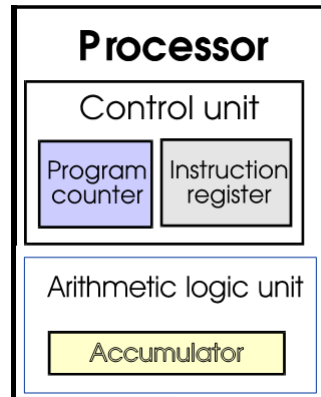 Processor
Control unit
Program
counter
Instruction
register
Arithmetic logic unit
Accumulator